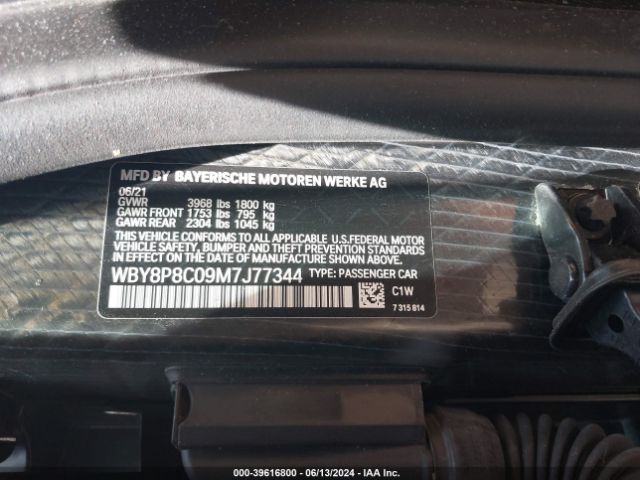 MFD BY BAYERISCHE MOTOREN WERKE AG
06/21
GVWR 3968 lbs 1800 kg
GAWR FRONT 1753 lbs 795 kg
GAWR REAR 2304 lbs 1045 kg
THIS VEHICLE CONFORMS TO ALL APPLICABLE U.S.FEDERAL MOTOR
VEHICLE SAFETY, BUMPER AND THEFT PREVENTION STANDARDS
IN EFFECT ON THE DATE OF MANUFACTURE SHOWN ABOVE.
WBY8P8C09M7J77344 TYPE: PASSENGER CAR
C1W
7 315 814
000-39616800 - 06/13/2024 - IAA Inc.